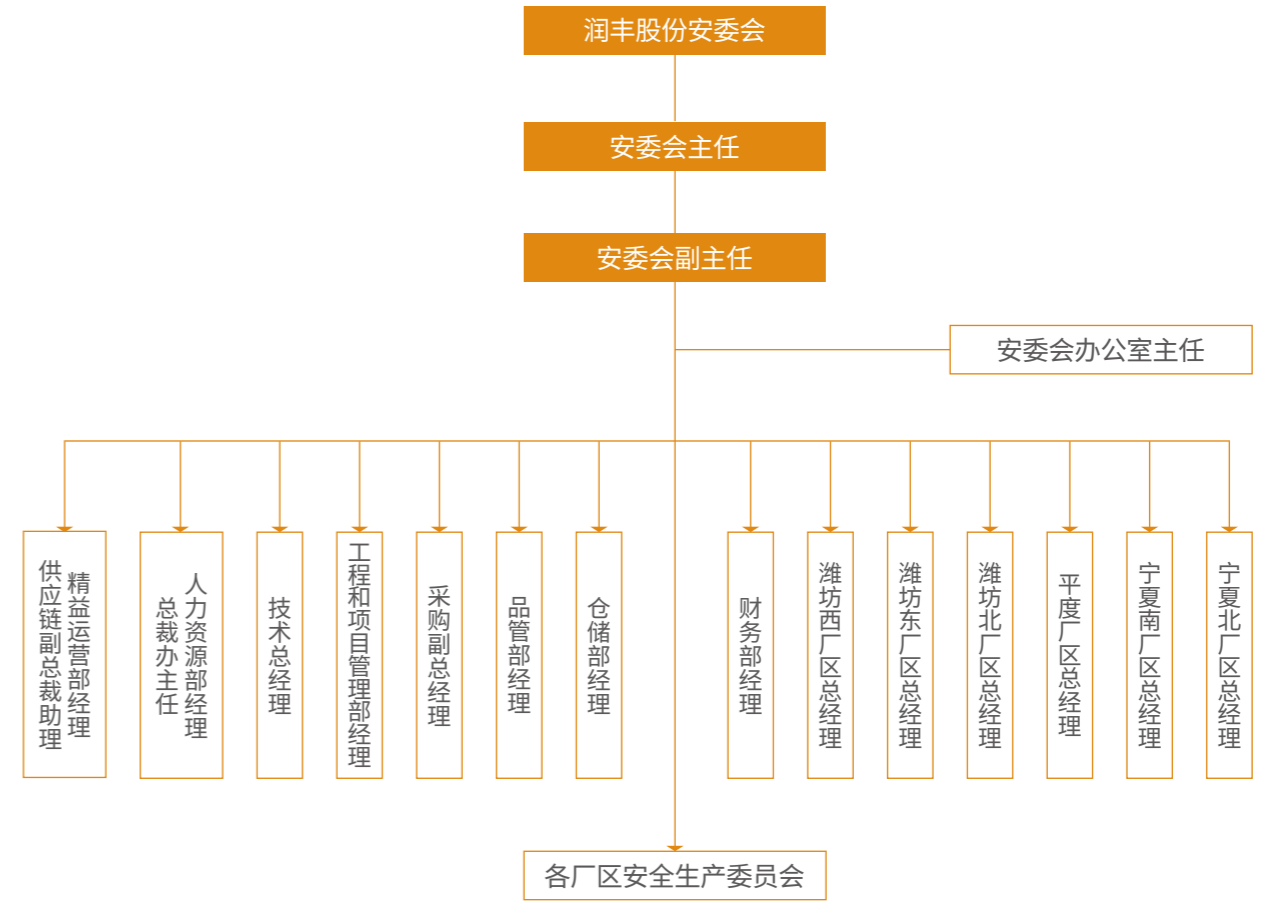 润丰股份安委会
安委会主任
安委会副主任
安委会办公室主任
供应链副总裁助理
精益运营部经理
总裁办主任
人力资源部经理
技术总经理
工程和项目管理部经理
采购副总经理
品管部经理
仓储部经理
财务部经理
潍坊西厂区总经理
潍坊东厂区总经理
潍坊北厂区总经理
平度厂区总经理
宁夏南厂区总经理
宁夏北厂区总经理
各厂区安全生产委员会